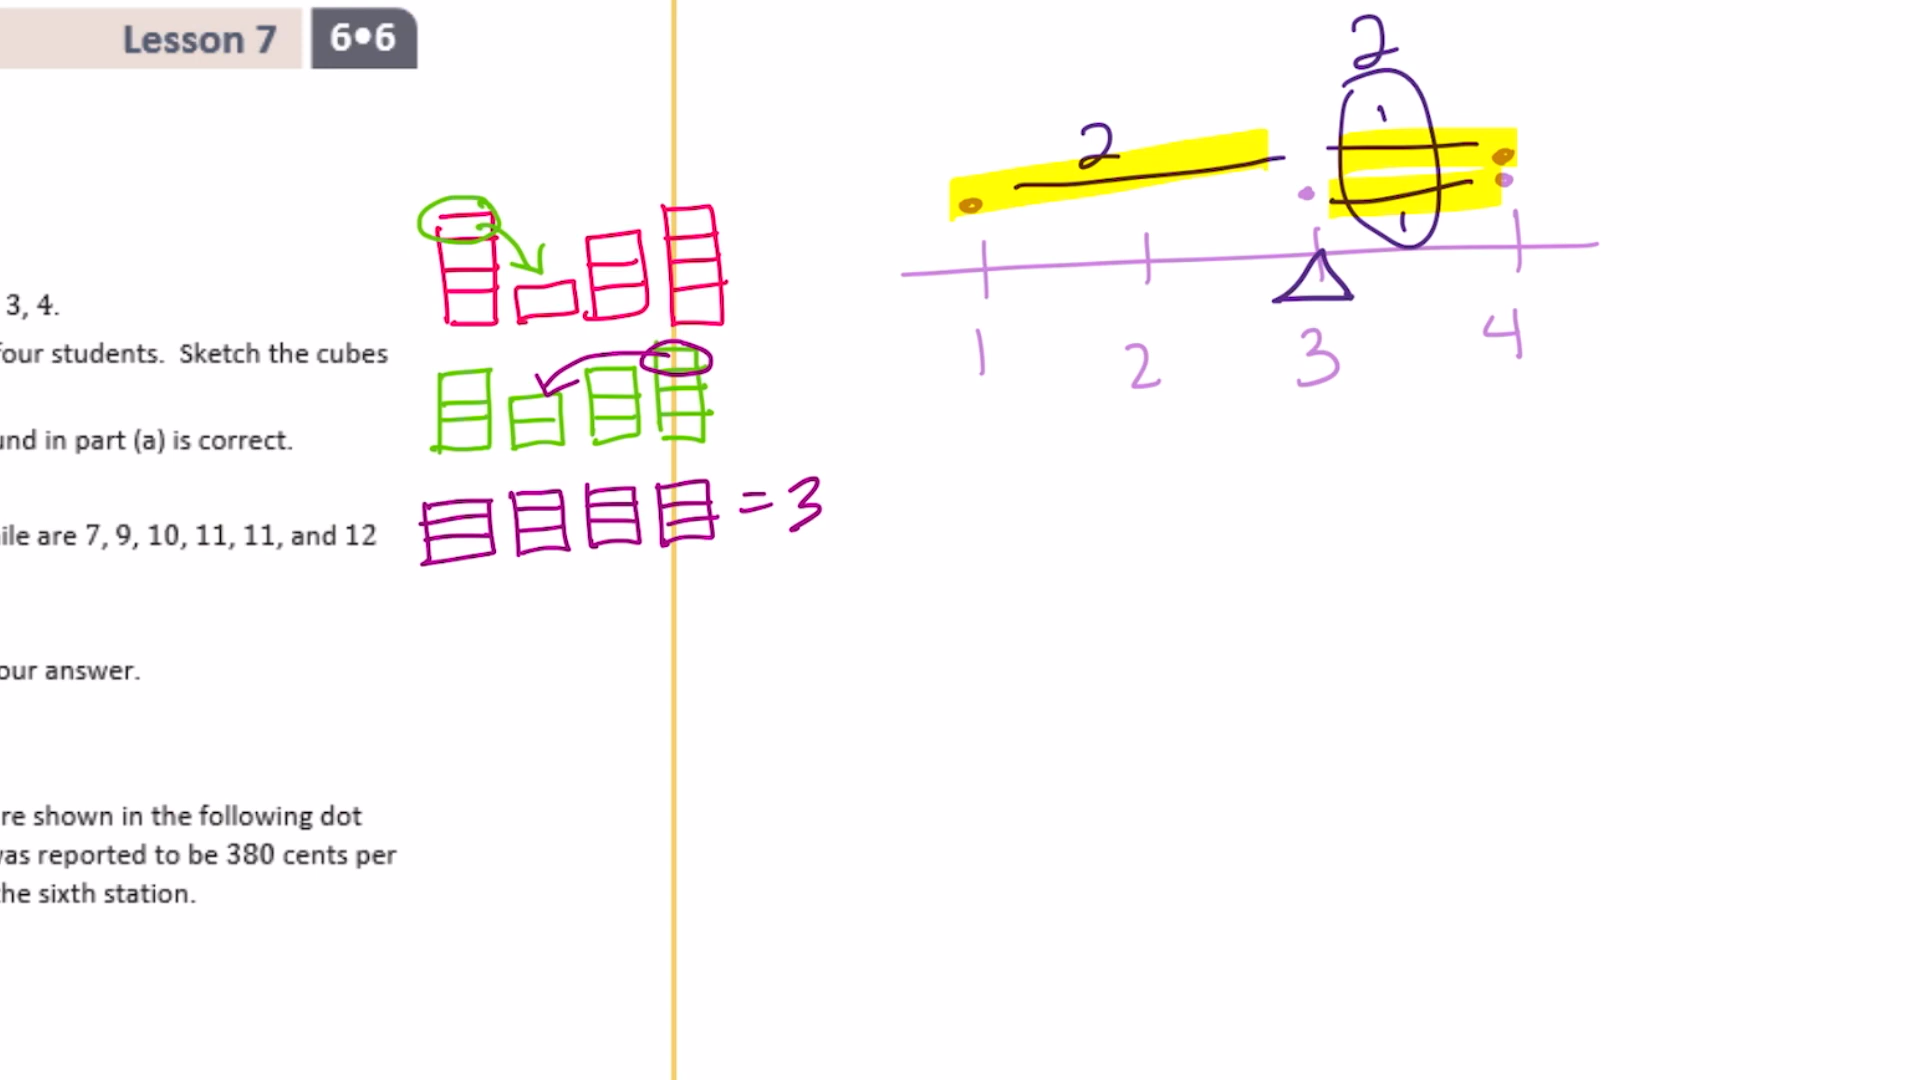 Lesson 7 6•6
3, 4.
four students. Sketch the cubes
und in part (a) is correct.
ile are 7, 9, 10, 11, 11, and 12
our answer.
re shown in the following dot
was reported to be 380 cents per
he sixth station.
= 3
2
2
1
1
1 2 3 4